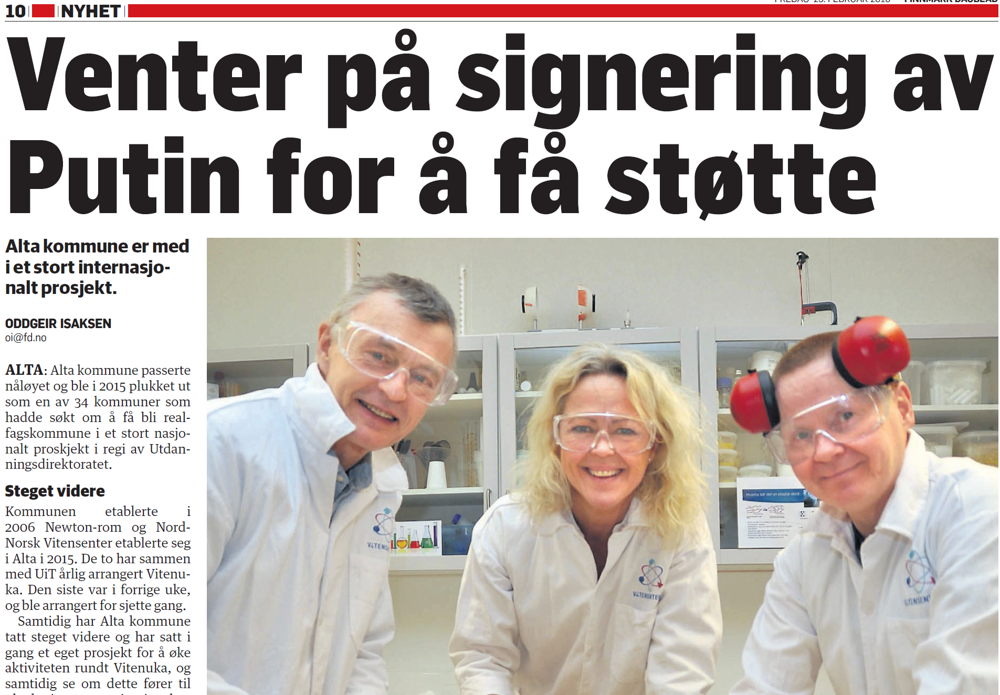 10 NYHET
Venter på signering av
Putin for å få støtte
Alta kommune er med
i et stort internasjo-
nalt prosjekt.
ODDGEIR ISAKSEN
oi@fd.no
ALTA: Alta kommune passerte
nåløyet og ble i 2015 plukket ut
som en av 34 kommuner som
hadde søkt om å få bli real-
fagskommune i et stort nasjo-
nalt proskjekt i regi av Utdan-
ningsdirektoratet.
Steget videre
Kommunen etablerte i
2006 Newton-rom og Nord-
Norsk Vitensenter etablerte seg
i Alta i 2015. De to har sammen
med UiT årlig arrangert Vitenu-
ka. Den siste var i forrige uke,
og ble arrangert for sjette gang.
Samtidig har Alta kommune
tatt steget videre og har satt i
gang et eget prosjekt for å øke
aktiviteten rundt Vitenuka, og
samtidig se om dette fører til
Hvorfor blir det et elastisk
VITENSENTER